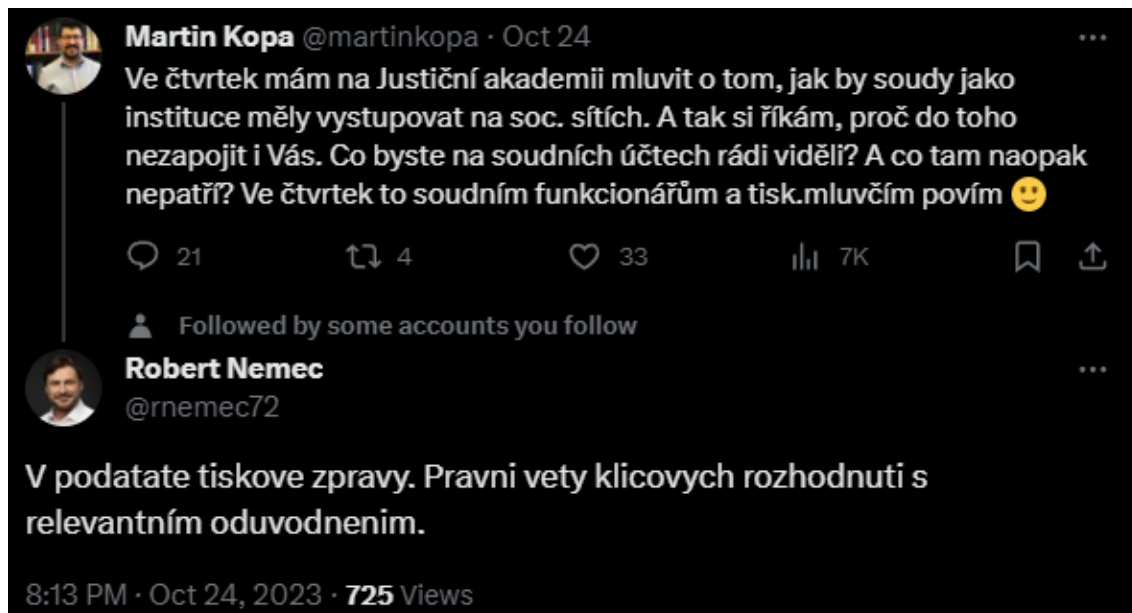 Martin Kopa @martinkopa · Oct 24
Ve čtvrtek mám na Justiční akademii mluvit o tom, jak by soudy jako
instituce měly vystupovat na soc. sítích. A tak si říkám, proč do toho
nezapojit i Vás. Co byste na soudních účtech rádi viděli? A co tam naopak
nepatří? Ve čtvrtek to soudním funkcionářům a tisk.mluvčím povím 🙂
21 4 33 7K
Followed by some accounts you follow
Robert Nemec
@rnemec72
V podatate tiskove zpravy. Pravni vety klicovych rozhodnuti s
relevantním oduvodnenim.
8:13 PM · Oct 24, 2023 · 725 Views